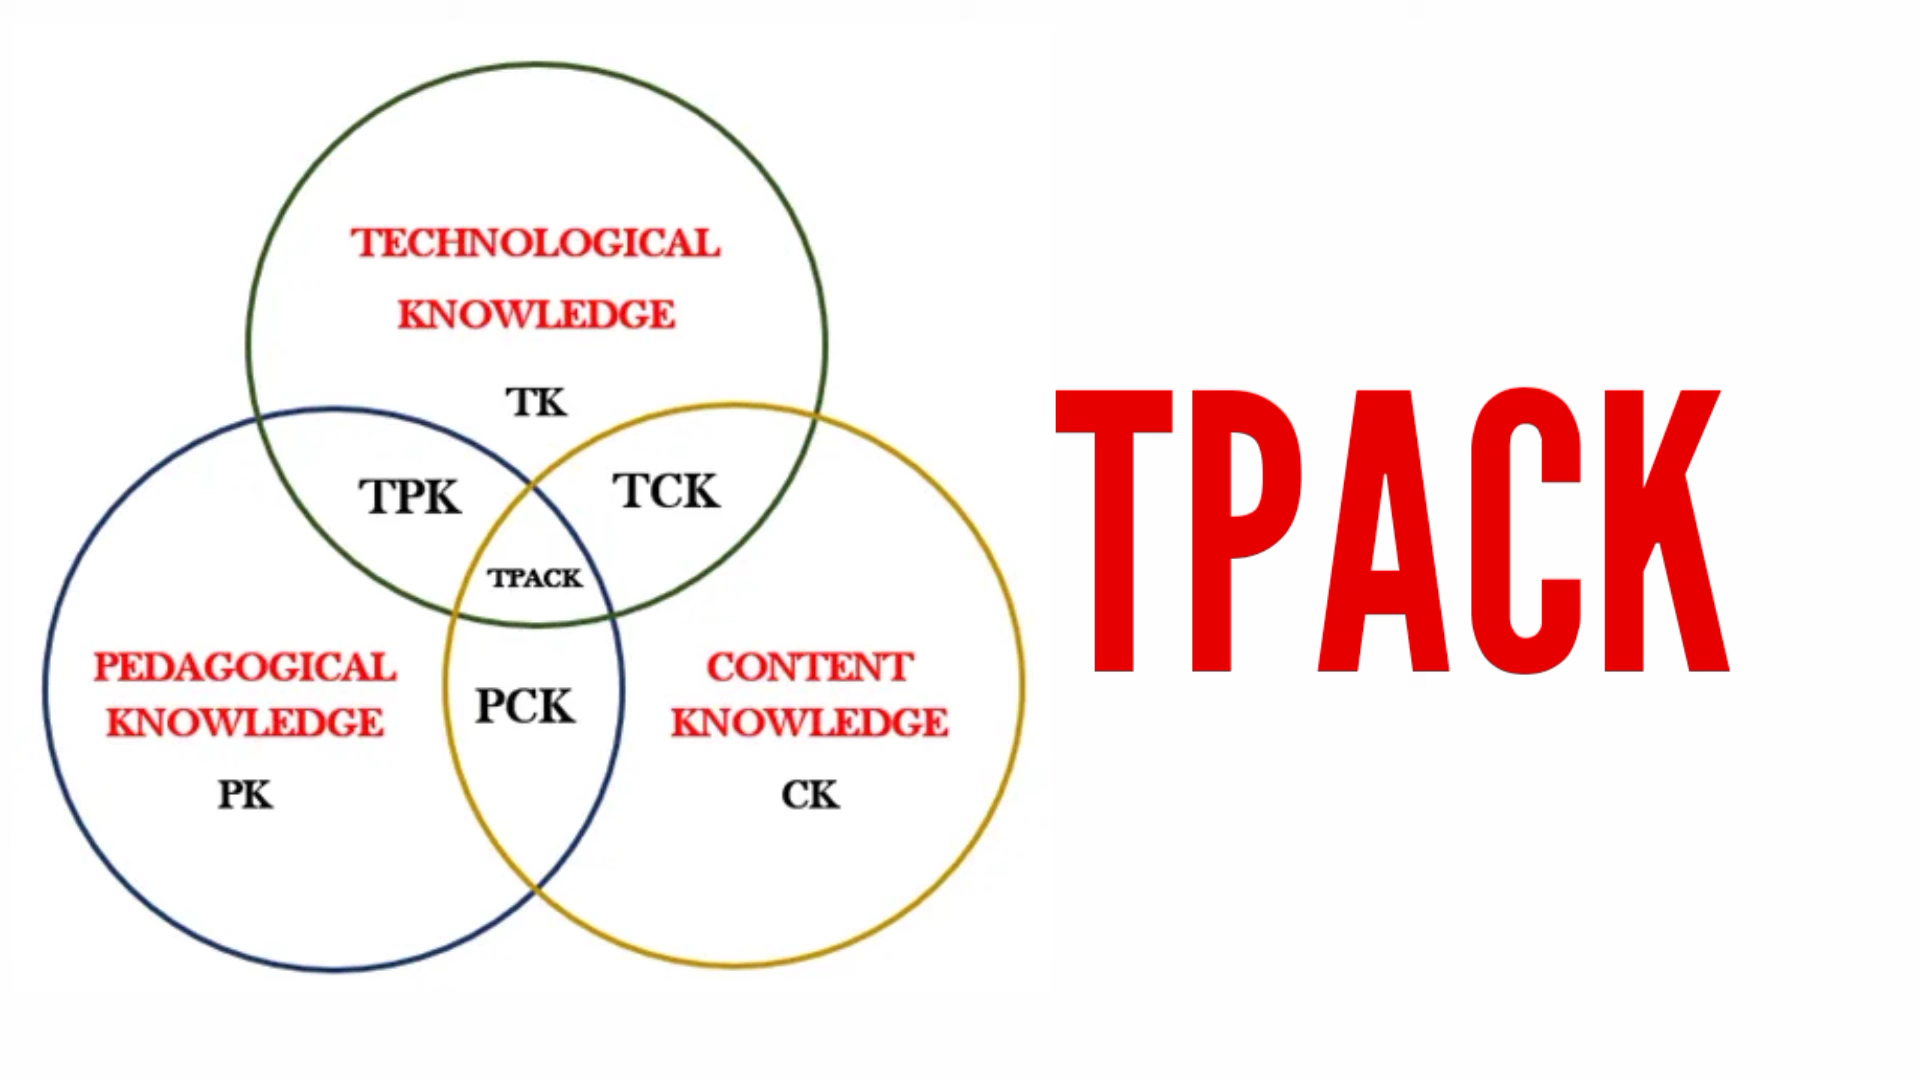 TECHNOLOGICAL
KNOWLEDGE
TK
TPK
TCK
TPACK
PEDAGOGICAL
KNOWLEDGE
PK
PCK
CONTENT
KNOWLEDGE
CK
TPACK